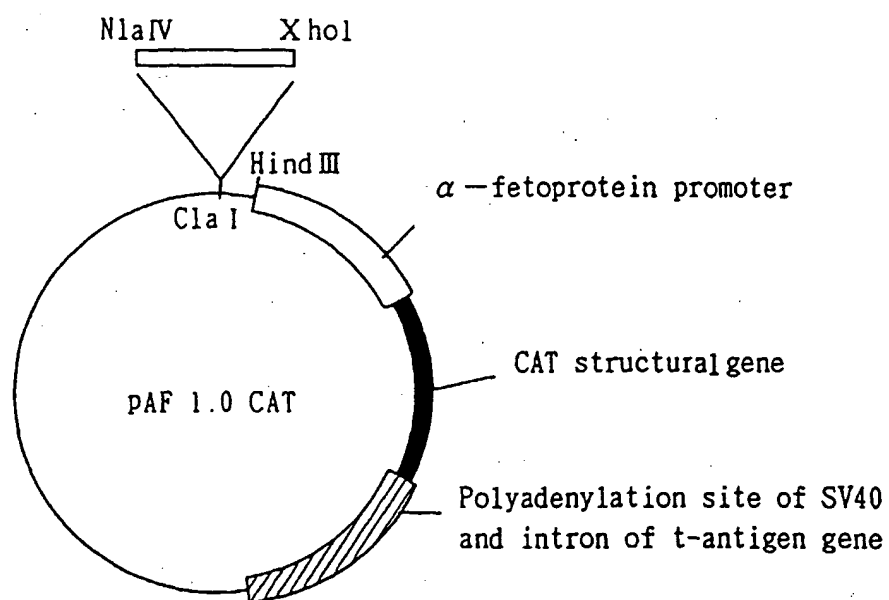 NlaⅣ XhoI
HindⅢ
α-fetoprotein promoter
ClaI
CAT structural gene
pAF 1.0 CAT
Polyadenylation site of SV40
and intron of t-antigen gene